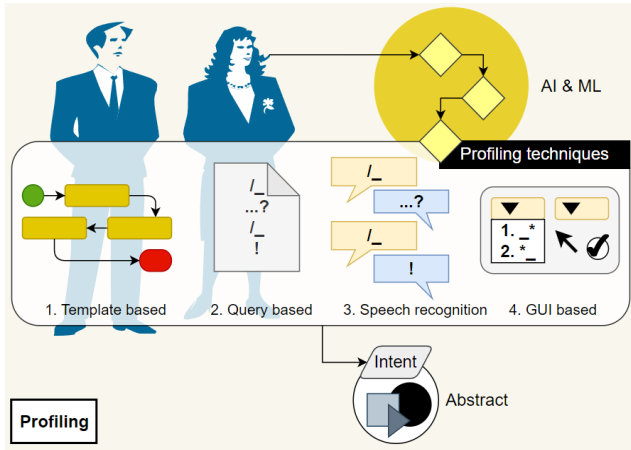 AI & ML
Profiling techniques
/_
...?
/_
!
/_
...?
/_
!
1. _*
2. *_
1. Template based
2. Query based
3. Speech recognition
4. GUI based
Intent
Abstract
Profiling